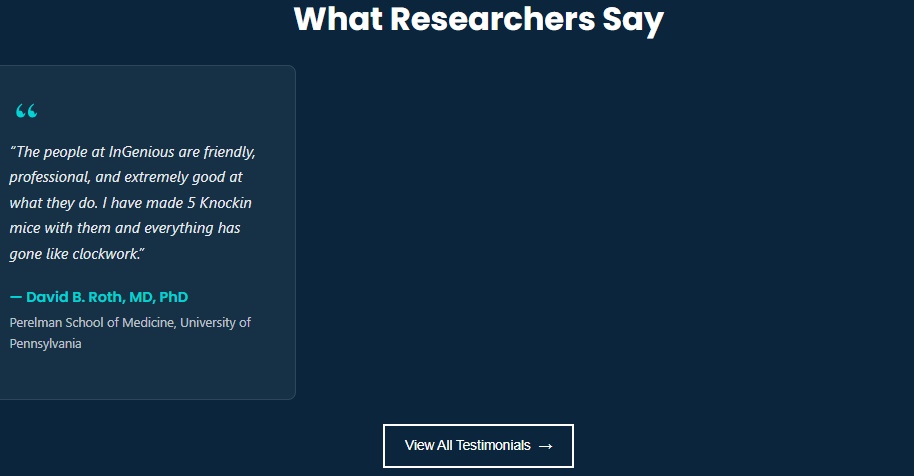 What Researchers Say
“
“The people at InGenious are friendly,
professional, and extremely good at
what they do. I have made 5 Knockin
mice with them and everything has
gone like clockwork.”
— David B. Roth, MD, PhD
Perelman School of Medicine, University of
Pennsylvania
View All Testimonials →